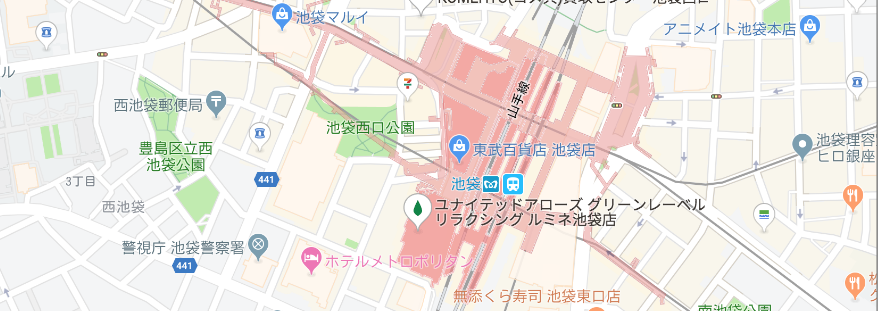 池袋マルイ
アニメイト池袋本店
山手線
西池袋郵便局
池袋西口公園
豊島区立西
池袋公園
東武百貨店 池袋店
池袋理容
ヒロ銀座
3丁目
441
池袋
西池袋
ユナイテッドアローズ グリーンレーベル
リラクシング ルミネ池袋店
警視庁 池袋警察署
441
ホテルメトロポリタン
無添くら寿司 池袋東口店
南池袋公園